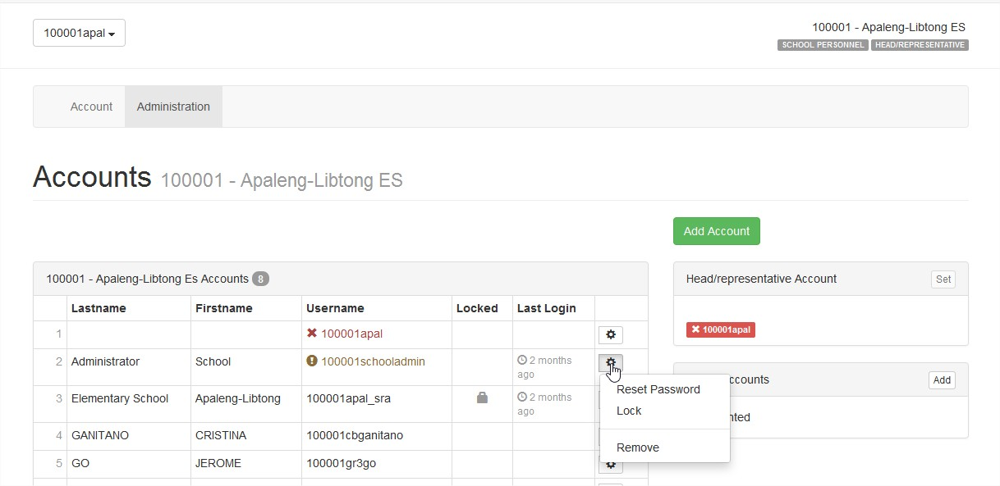 100001apal
100001 - Apaleng-Libtong ES
SCHOOL PERSONNEL HEAD/REPRESENTATIVE
Account Administration
Accounts 100001 - Apaleng-Libtong ES
Add Account
100001 - Apaleng-Libtong Es Accounts 8
Head/representative Account Set
Lastname Firstname Username Locked Last Login
1 100001apal
100001apal
2 Administrator School 100001schooladmin 2 months
ago
ccounts Add
Reset Password
3 Elementary School Apaleng-Libtong 100001apal_sra 2 months
ago
Lock
nted
4 GANITANO CRISTINA 100001cbganitano
Remove
5 GO JEROME 100001gr3go